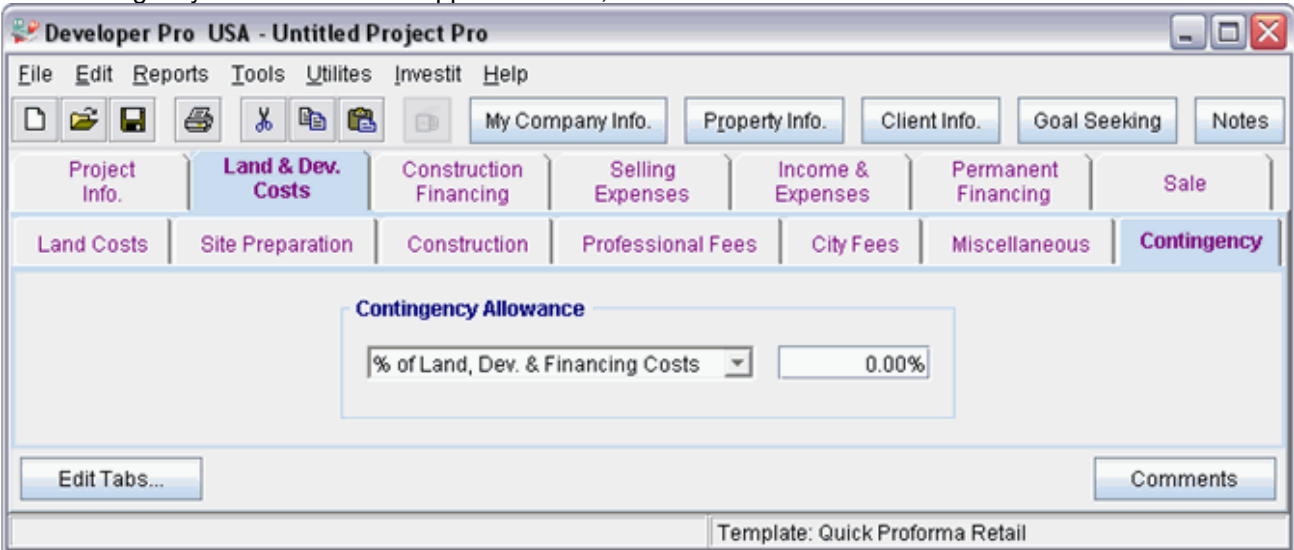 Developer Pro USA - Untitled Project Pro
File Edit Reports Tools Utilites Investit Help
My Company Info. Property Info. Client Info. Goal Seeking Notes
Project Info. Land & Dev. Costs Construction Financing Selling Expenses Income & Expenses Permanent Financing Sale
Land Costs Site Preparation Construction Professional Fees City Fees Miscellaneous Contingency
Contingency Allowance
% of Land, Dev. & Financing Costs 0.00%
Edit Tabs... Comments
Template: Quick Proforma Retail